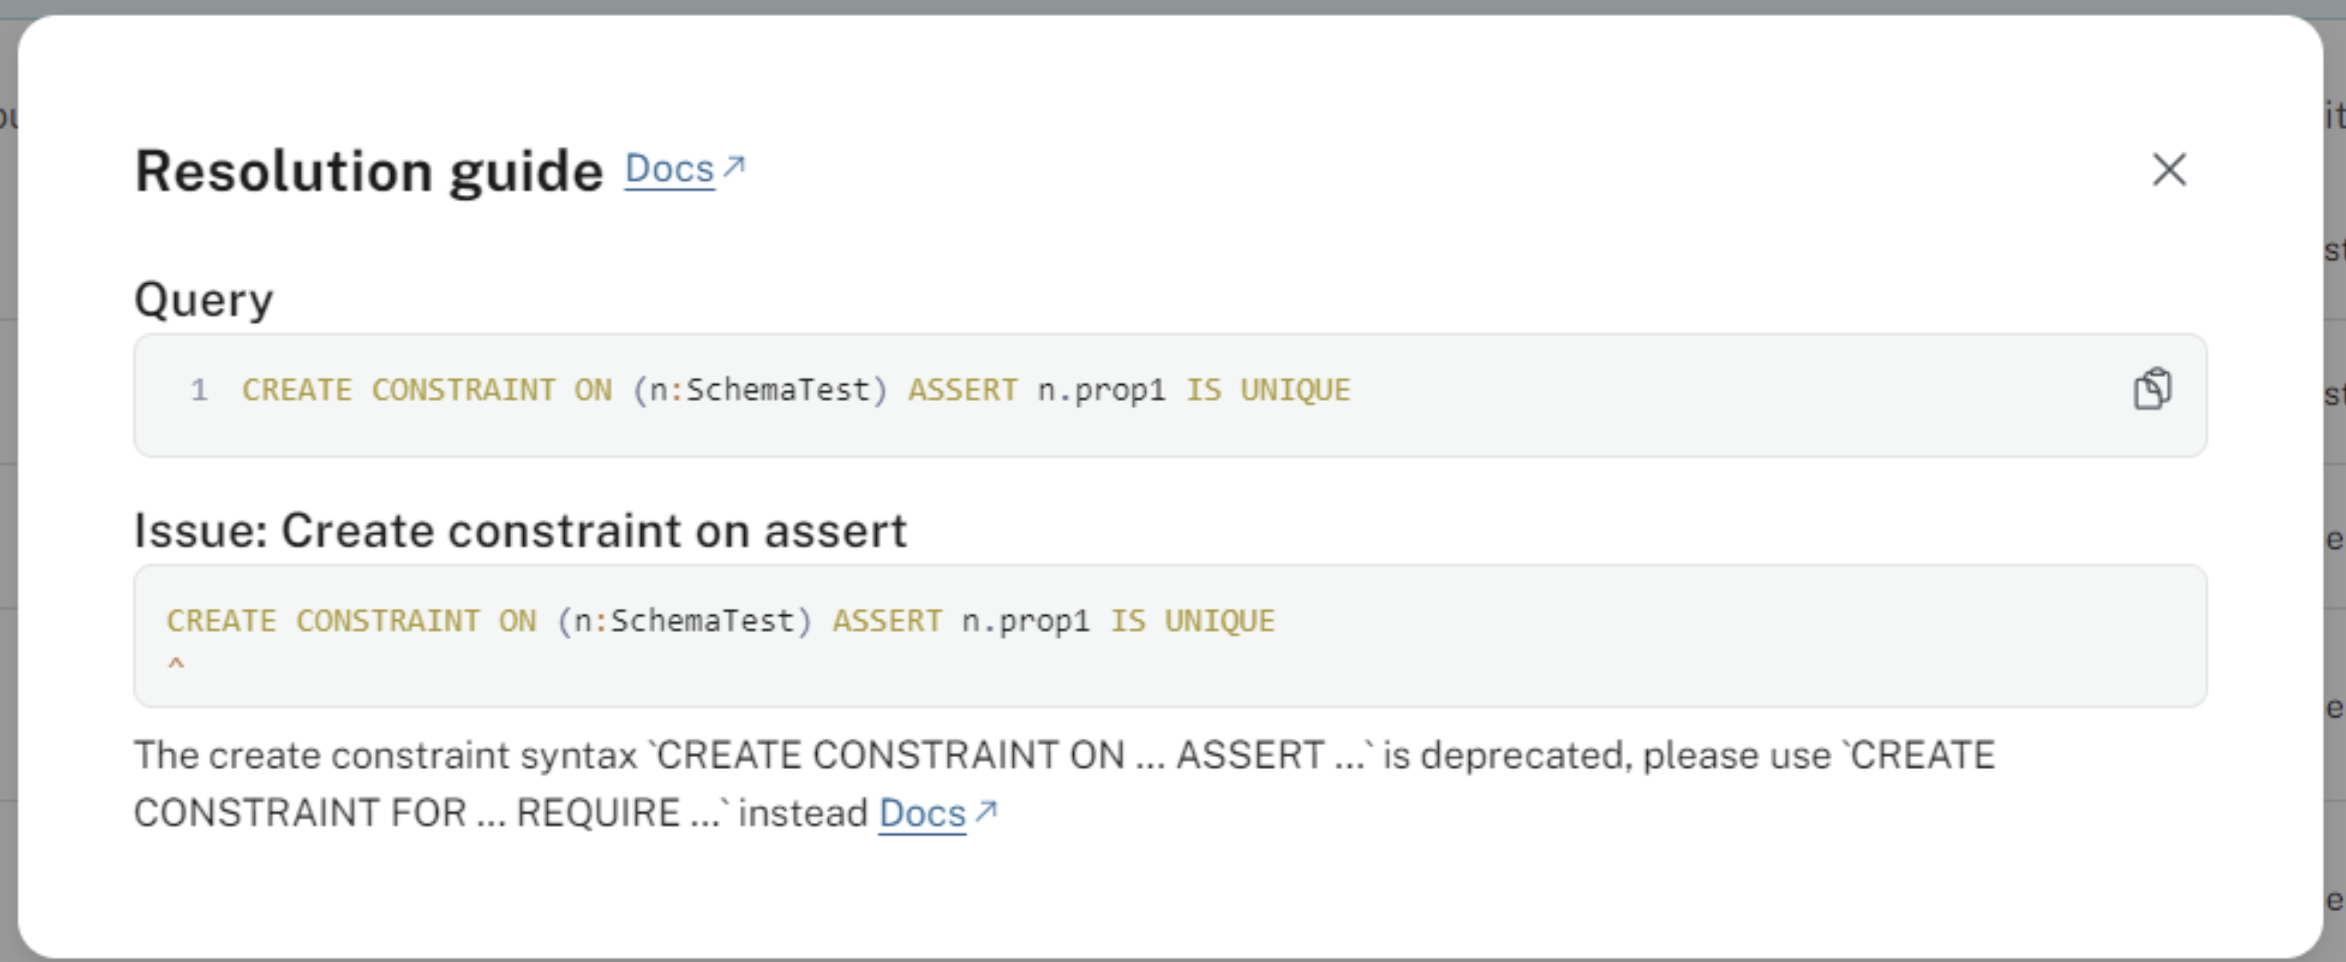 Resolution guide Docs
Query
1 CREATE CONSTRAINT ON (n:SchemaTest) ASSERT n.prop1 IS UNIQUE
Issue: Create constraint on assert
CREATE CONSTRAINT ON (n:SchemaTest) ASSERT n.prop1 IS UNIQUE
^
The create constraint syntax `CREATE CONSTRAINT ON ... ASSERT ...` is deprecated, please use `CREATE
CONSTRAINT FOR ... REQUIRE ...` instead Docs